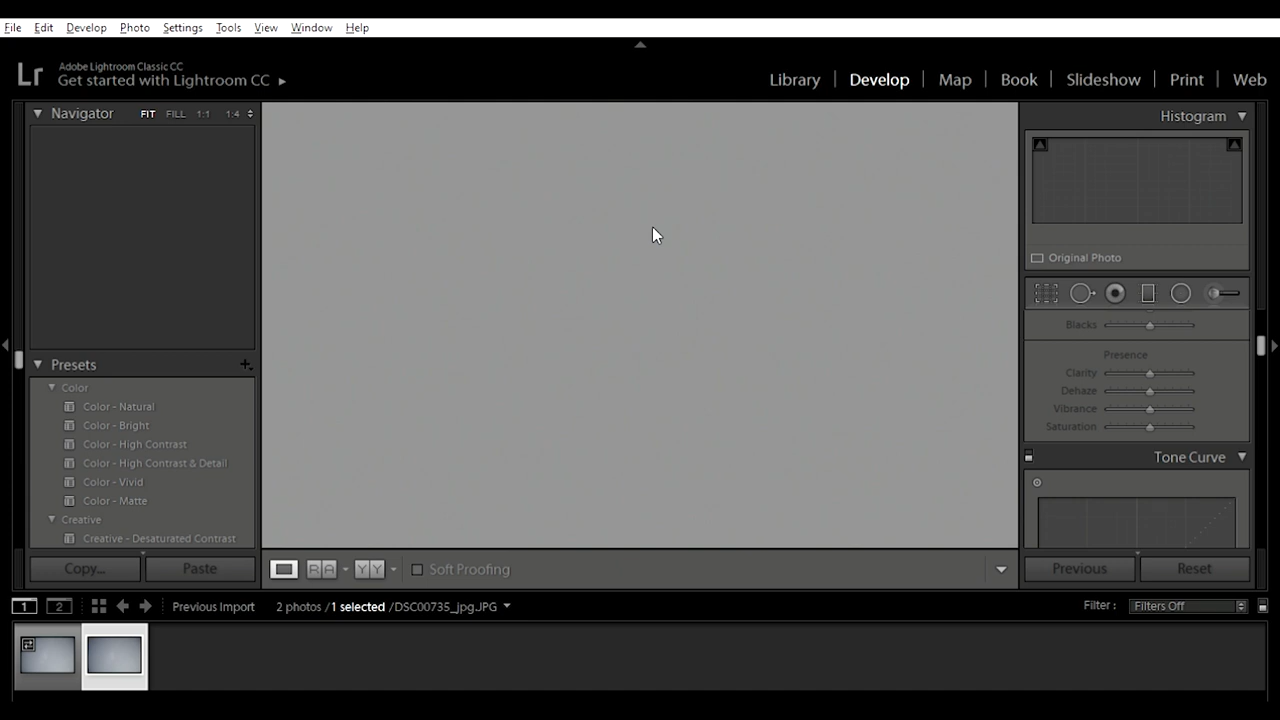 File Edit Develop Photo Settings Tools View Window Help
Lr
Adobe Lightroom Classic CC
Get started with Lightroom CC
Library Develop Map Book Slideshow Print Web
Navigator FIT FILL 1:1 1:4
Histogram
Original Photo
Blacks
Presence
Clarity
Dehaze
Vibrance
Saturation
Tone Curve
Presets
Color
Color - Natural
Color - Bright
Color - High Contrast
Color - High Contrast & Detail
Color - Vivid
Color - Matte
Creative
Creative - Desaturated Contrast
Copy... Paste
R A Y Y Soft Proofing
Previous Reset
1 2 Previous Import 2 photos / 1 selected / DSC00735_jpg.JPG Filter : Filters Off